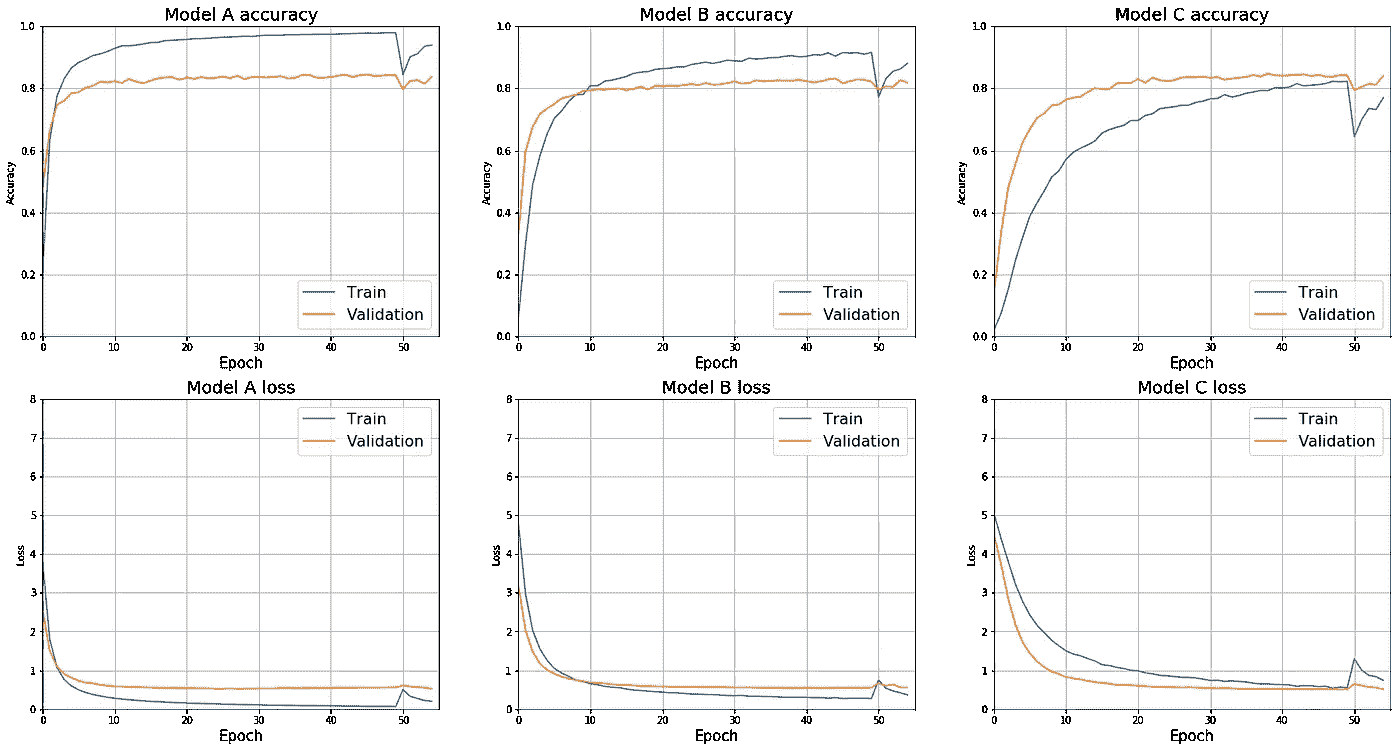 Model A accuracy
Model B accuracy
Model C accuracy
1.0
0.8
0.6
0.4
0.2
0.0
Accuracy
0
10
20
30
40
50
Epoch
Train
Validation
1.0
0.8
0.6
0.4
0.2
0.0
Accuracy
0
10
20
30
40
50
Epoch
Train
Validation
1.0
0.8
0.6
0.4
0.2
0.0
Accuracy
0
10
20
30
40
50
Epoch
Train
Validation
Model A loss
Model B loss
Model C loss
8
7
6
5
4
3
2
1
0
Loss
0
10
20
30
40
50
Epoch
Train
Validation
8
7
6
5
4
3
2
1
0
Loss
0
10
20
30
40
50
Epoch
Train
Validation
8
7
6
5
4
3
2
1
0
Loss
0
10
20
30
40
50
Epoch
Train
Validation